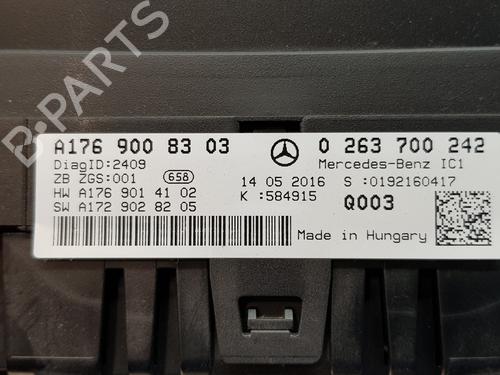 A176 900 83 03
0 263 700 242
DiagID:2409
Mercedes-Benz IC1
ZB ZGS:001
658
14 05 2016
S :0192160417
HW A176 901 41 02
K :584915
Q003
SW A172 902 82 05
Made in Hungary
B-PARTS